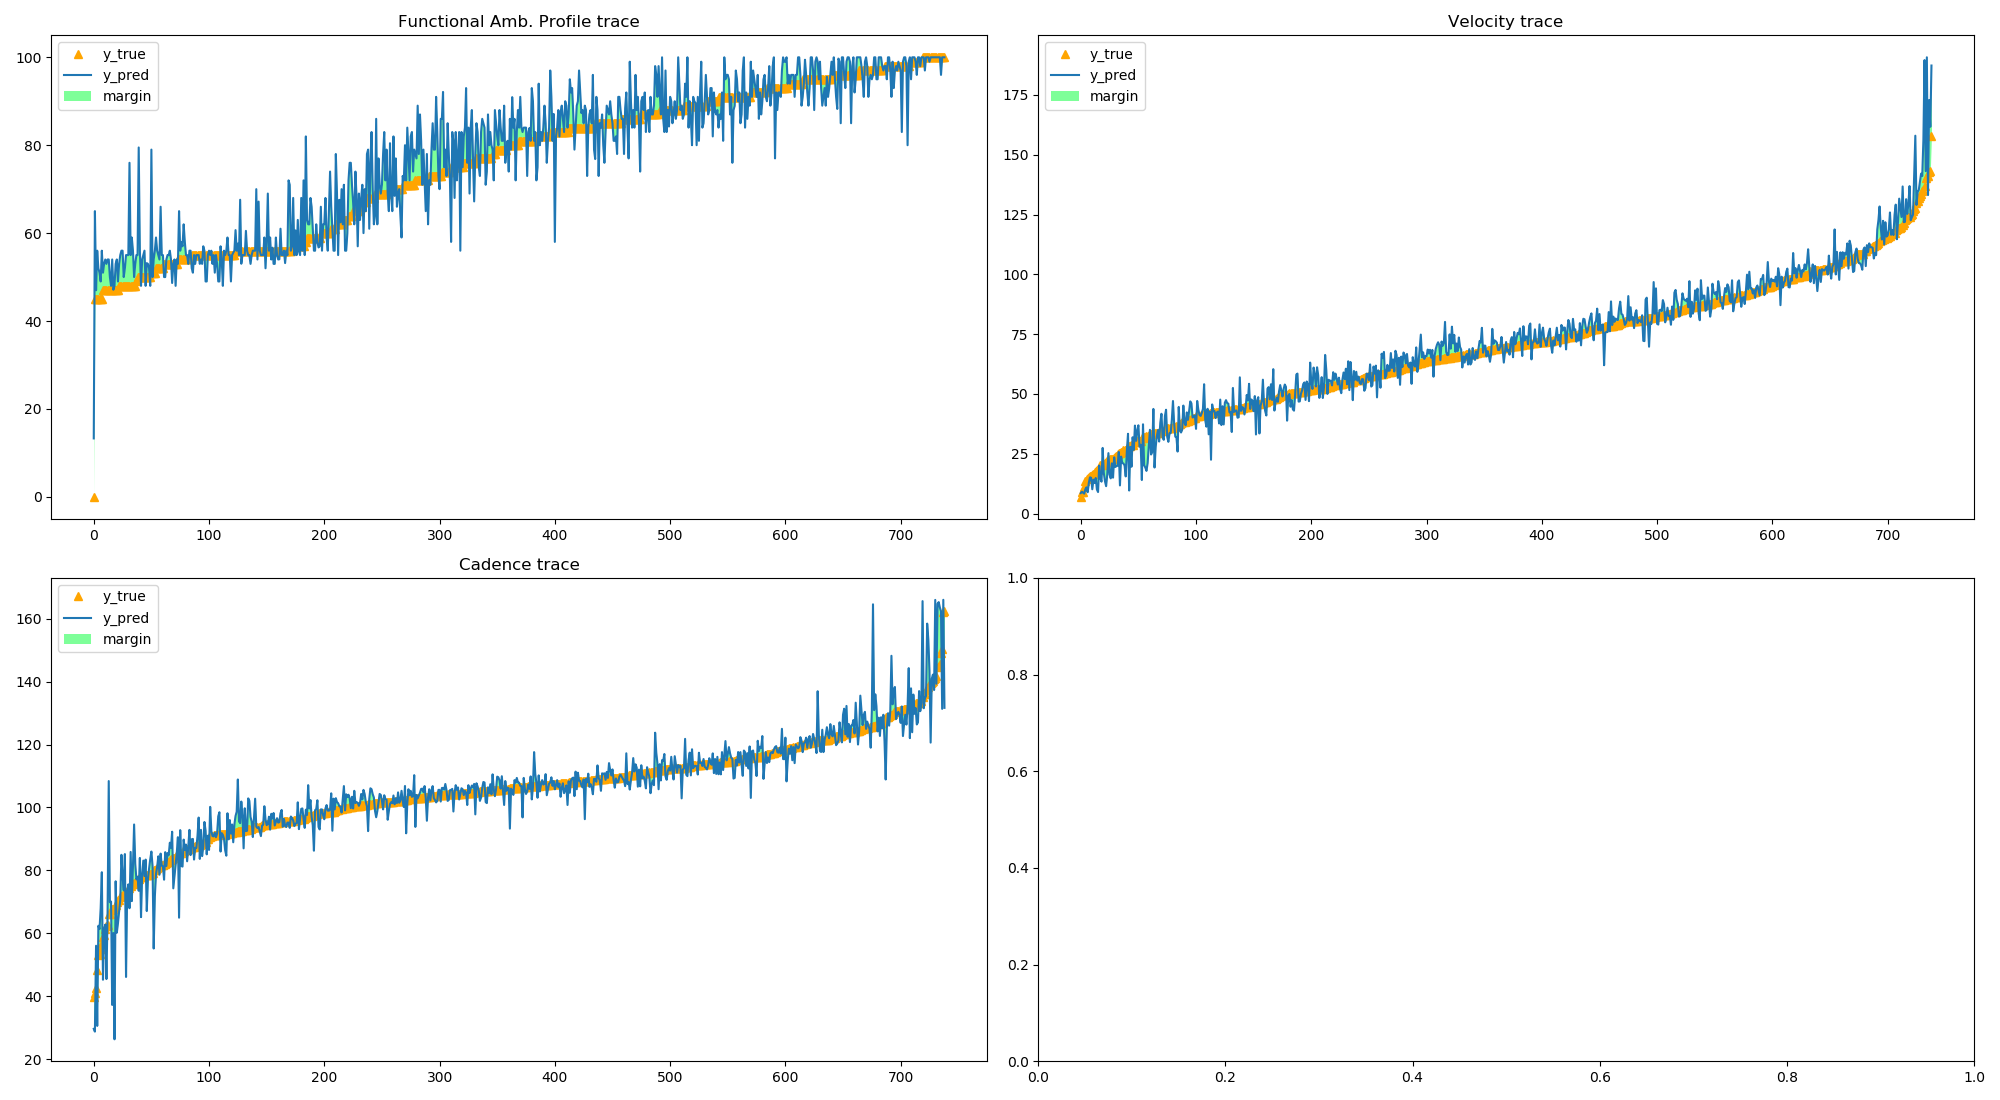 Functional Amb. Profile trace
y_true
y_pred
margin
100
80
60
40
20
0
0 100 200 300 400 500 600 700
Velocity trace
y_true
y_pred
margin
175
150
125
100
75
50
25
0
0 100 200 300 400 500 600 700
Cadence trace
y_true
y_pred
margin
160
140
120
100
80
60
40
20
0 100 200 300 400 500 600 700
1.0
0.8
0.6
0.4
0.2
0.0
0.0 0.2 0.4 0.6 0.8 1.0